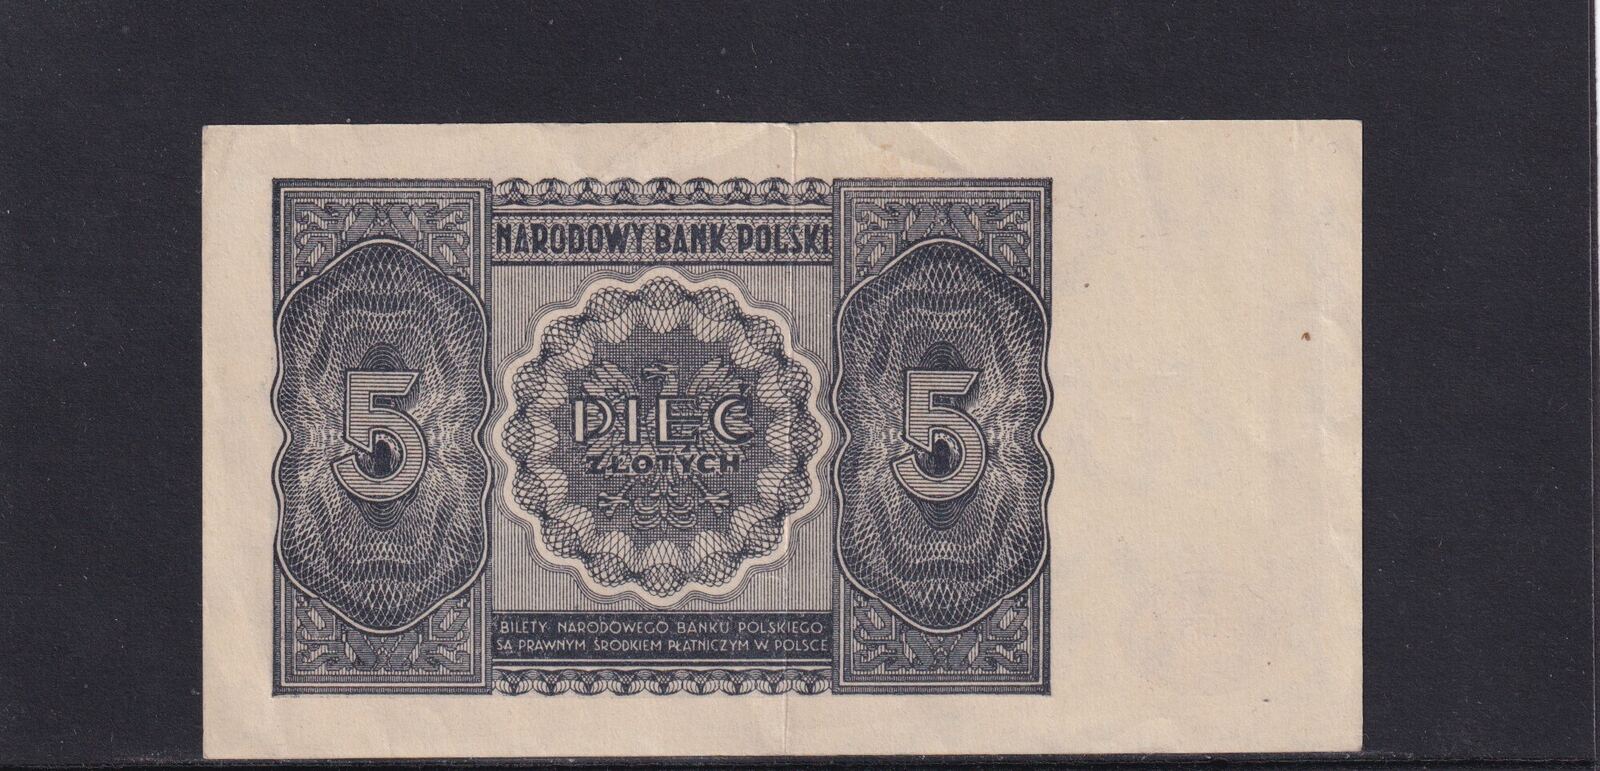 NARODOWY BANK POLSKI
5
PIĘĆ
ZŁOTYCH
5
BILETY NARODOWEGO BANKU POLSKIEGO
SĄ PRAWNYM ŚRODKIEM PŁATNICZYM W POLSCE